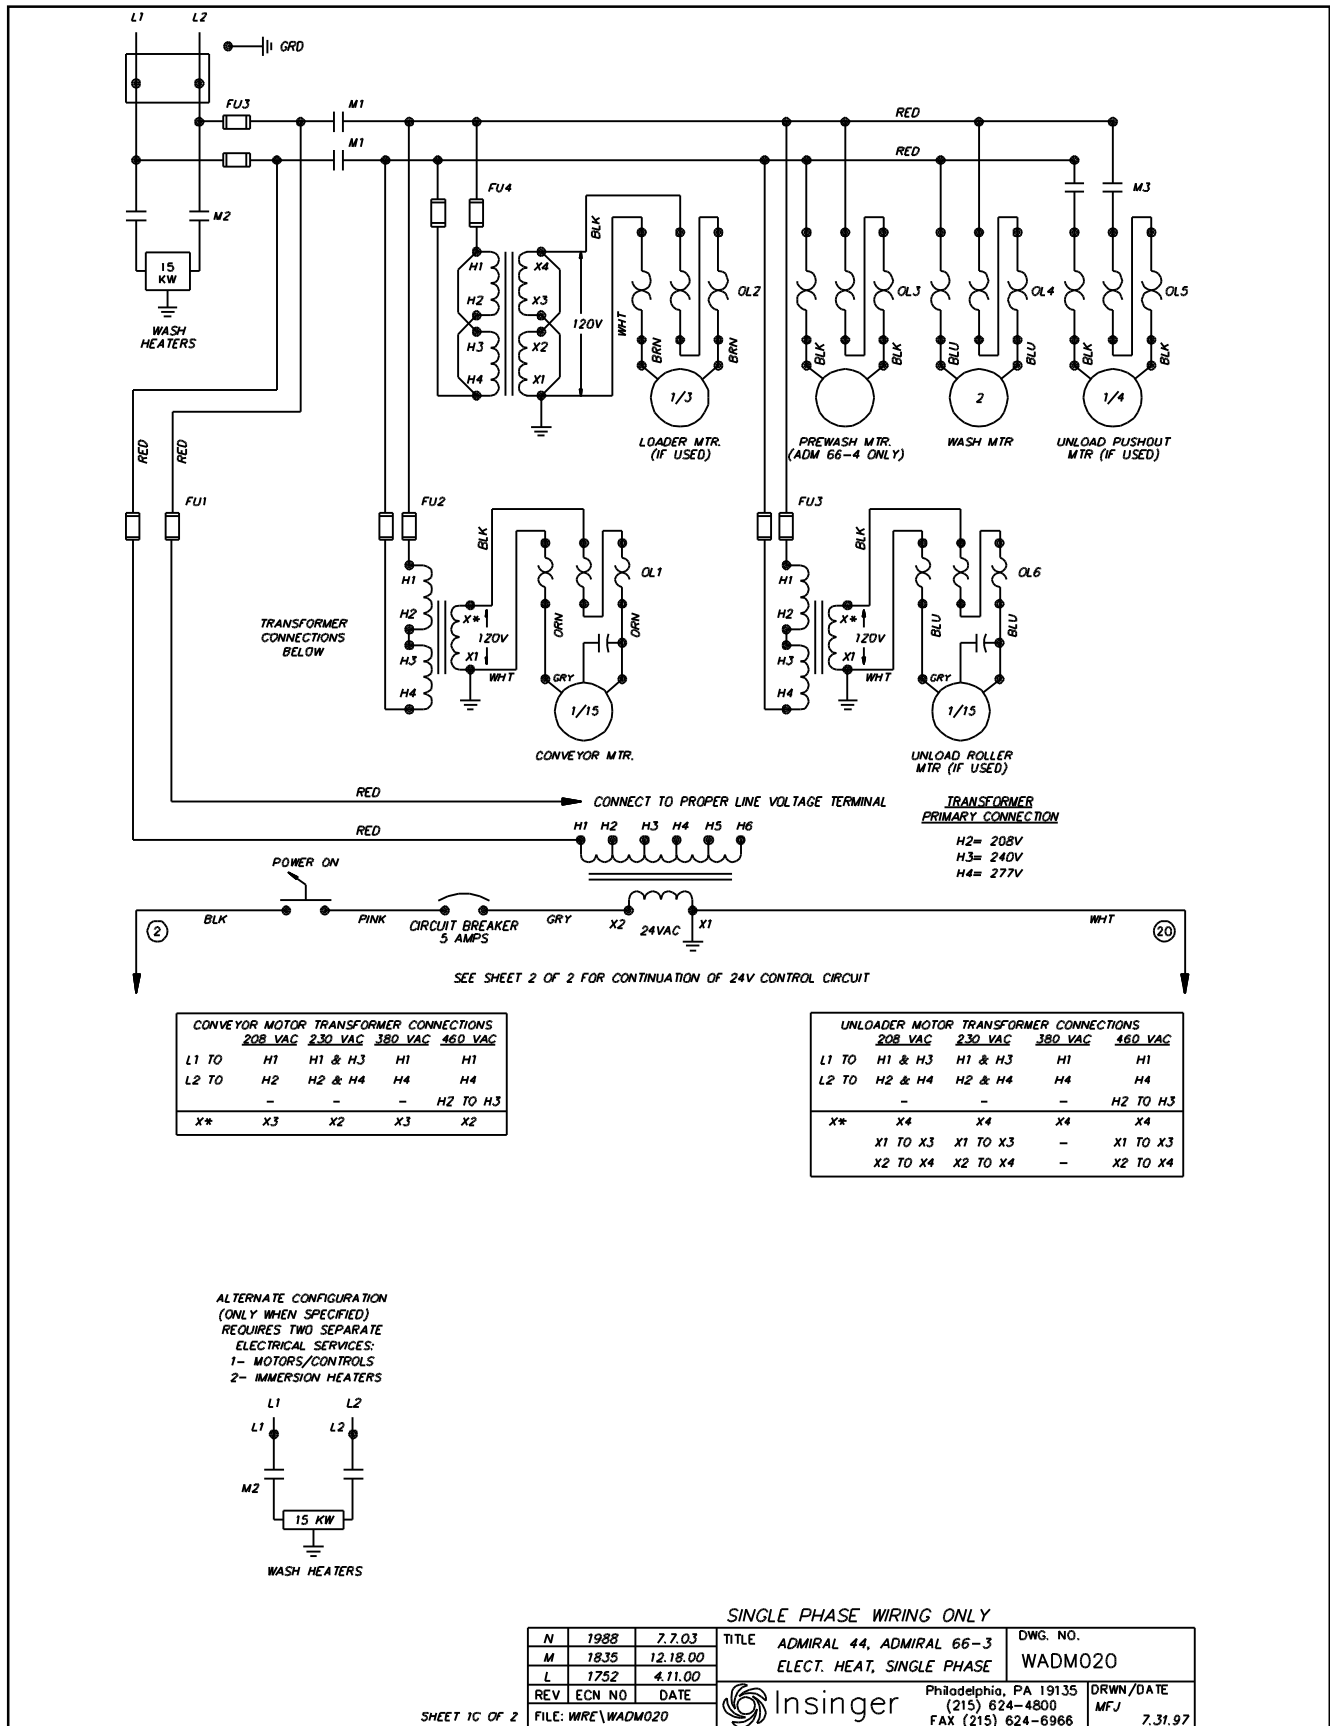 L1 L2
GRD
FU3
M1
RED
M1
RED
FU4
M3
M2
15
KW
WASH
HEATERS
BLK
H1 X4
H2 X3
120V
WHT
H3 X2
H4 X1
OL2
OL3
OL4
OL5
BRN BRN
BLK BLK
BLU BLU
BLK BLK
1/3
2
1/4
LOADER MTR.
(IF USED)
PREWASH MTR.
(ADM 66-4 ONLY)
WASH MTR
UNLOAD PUSHOUT
MTR (IF USED)
RED RED
FU1
FU2
FU3
BLK
BLK
H1
OL1
H1
OL6
H2 X*
120V
H3 X1
WHT
H4
ORN ORN
GRY
1/15
CONVEYOR MTR.
H2 X*
120V
H3 X1
WHT
H4
BLU BLU
GRY
1/15
UNLOAD ROLLER
MTR (IF USED)
TRANSFORMER
CONNECTIONS
BELOW
RED
CONNECT TO PROPER LINE VOLTAGE TERMINAL
RED
H1 H2 H3 H4 H5 H6
TRANSFORMER
PRIMARY CONNECTION
H2= 208V
H3= 240V
H4= 277V
POWER ON
2
BLK
PINK
CIRCUIT BREAKER
5 AMPS
GRY
X2 24VAC X1
WHT
20
SEE SHEET 2 OF 2 FOR CONTINUATION OF 24V CONTROL CIRCUIT
CONVEYOR MOTOR TRANSFORMER CONNECTIONS
208 VAC 230 VAC 380 VAC 460 VAC
L1 TO H1 H1 & H3 H1 H1
L2 TO H2 H2 & H4 H4 H4
- - - H2 TO H3
X* X3 X2 X3 X2
UNLOADER MOTOR TRANSFORMER CONNECTIONS
208 VAC 230 VAC 380 VAC 460 VAC
L1 TO H1 & H3 H1 & H3 H1 H1
L2 TO H2 & H4 H2 & H4 H4 H4
- - - H2 TO H3
X* X4 X4 X4 X4
X1 TO X3 X1 TO X3 - X1 TO X3
X2 TO X4 X2 TO X4 - X2 TO X4
ALTERNATE CONFIGURATION
(ONLY WHEN SPECIFIED)
REQUIRES TWO SEPARATE
ELECTRICAL SERVICES:
1- MOTORS/CONTROLS
2- IMMERSION HEATERS
L1 L2
L1 L2
M2
15 KW
WASH HEATERS
SINGLE PHASE WIRING ONLY
N 1988 7.7.03
M 1835 12.18.00
L 1752 4.11.00
REV ECN NO DATE
SHEET 1C OF 2
FILE: WIRE\WADM020
TITLE ADMIRAL 44, ADMIRAL 66-3
ELECT. HEAT, SINGLE PHASE
DWG. NO.
WADM020
Insinger
Philadelphia, PA 19135
(215) 624-4800
FAX (215) 624-6966
DRWN/DATE
MFJ
7.31.97